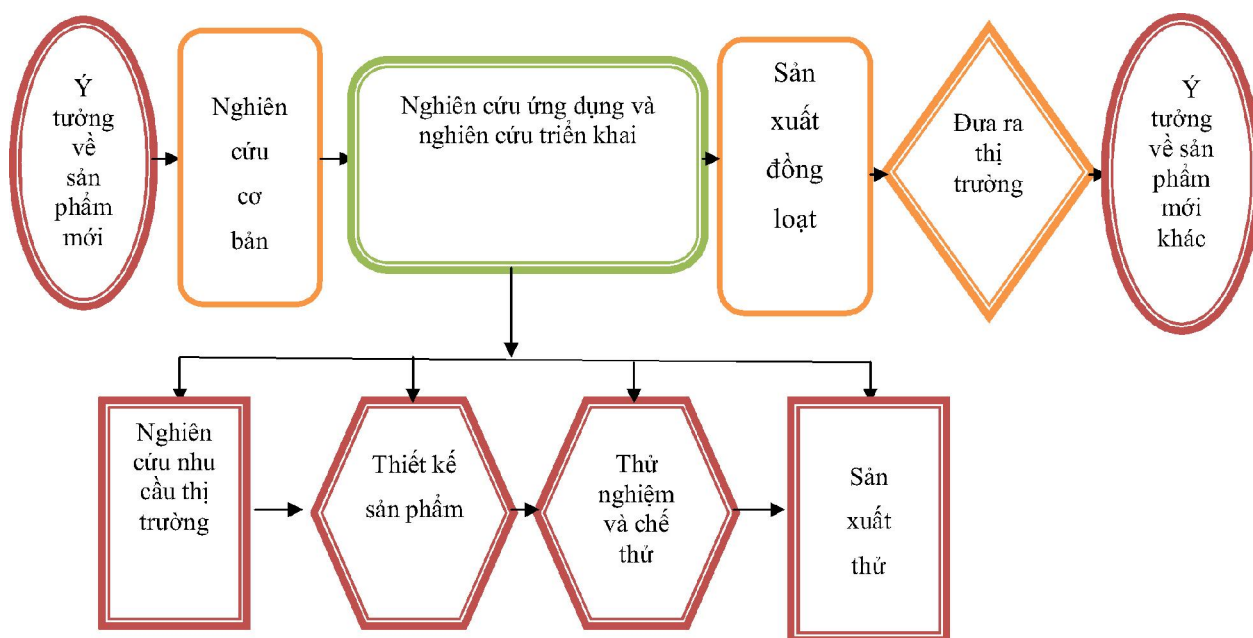 Ý
tưởng
về
sản
phẩm
mới
Nghiên
cứu
cơ
bản
Nghiên cứu ứng dụng và
nghiên cứu triển khai
Sản
xuất
đồng
loạt
Đưa ra
thị
trường
Ý
tưởng
về sản
phẩm
mới
khác
Nghiên
cứu nhu
cầu thị
trường
Thiết kế
sản phẩm
Thử
nghiệm
và chế
thử
Sản
xuất
thử